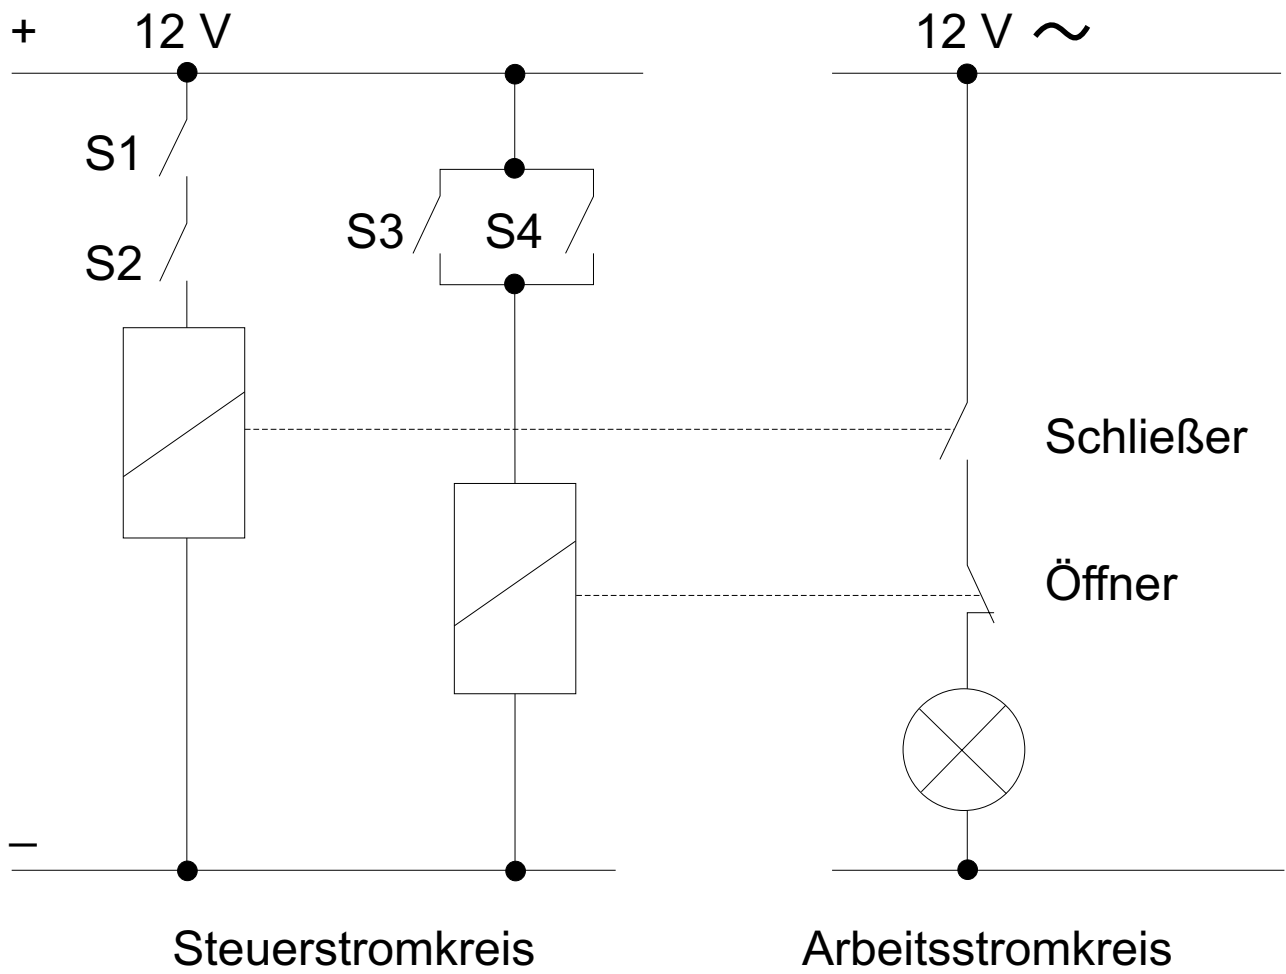 + 12 V 12 V ~
S1
S3 S4
S2
Schließer
Öffner
–
Steuerstromkreis Arbeitsstromkreis